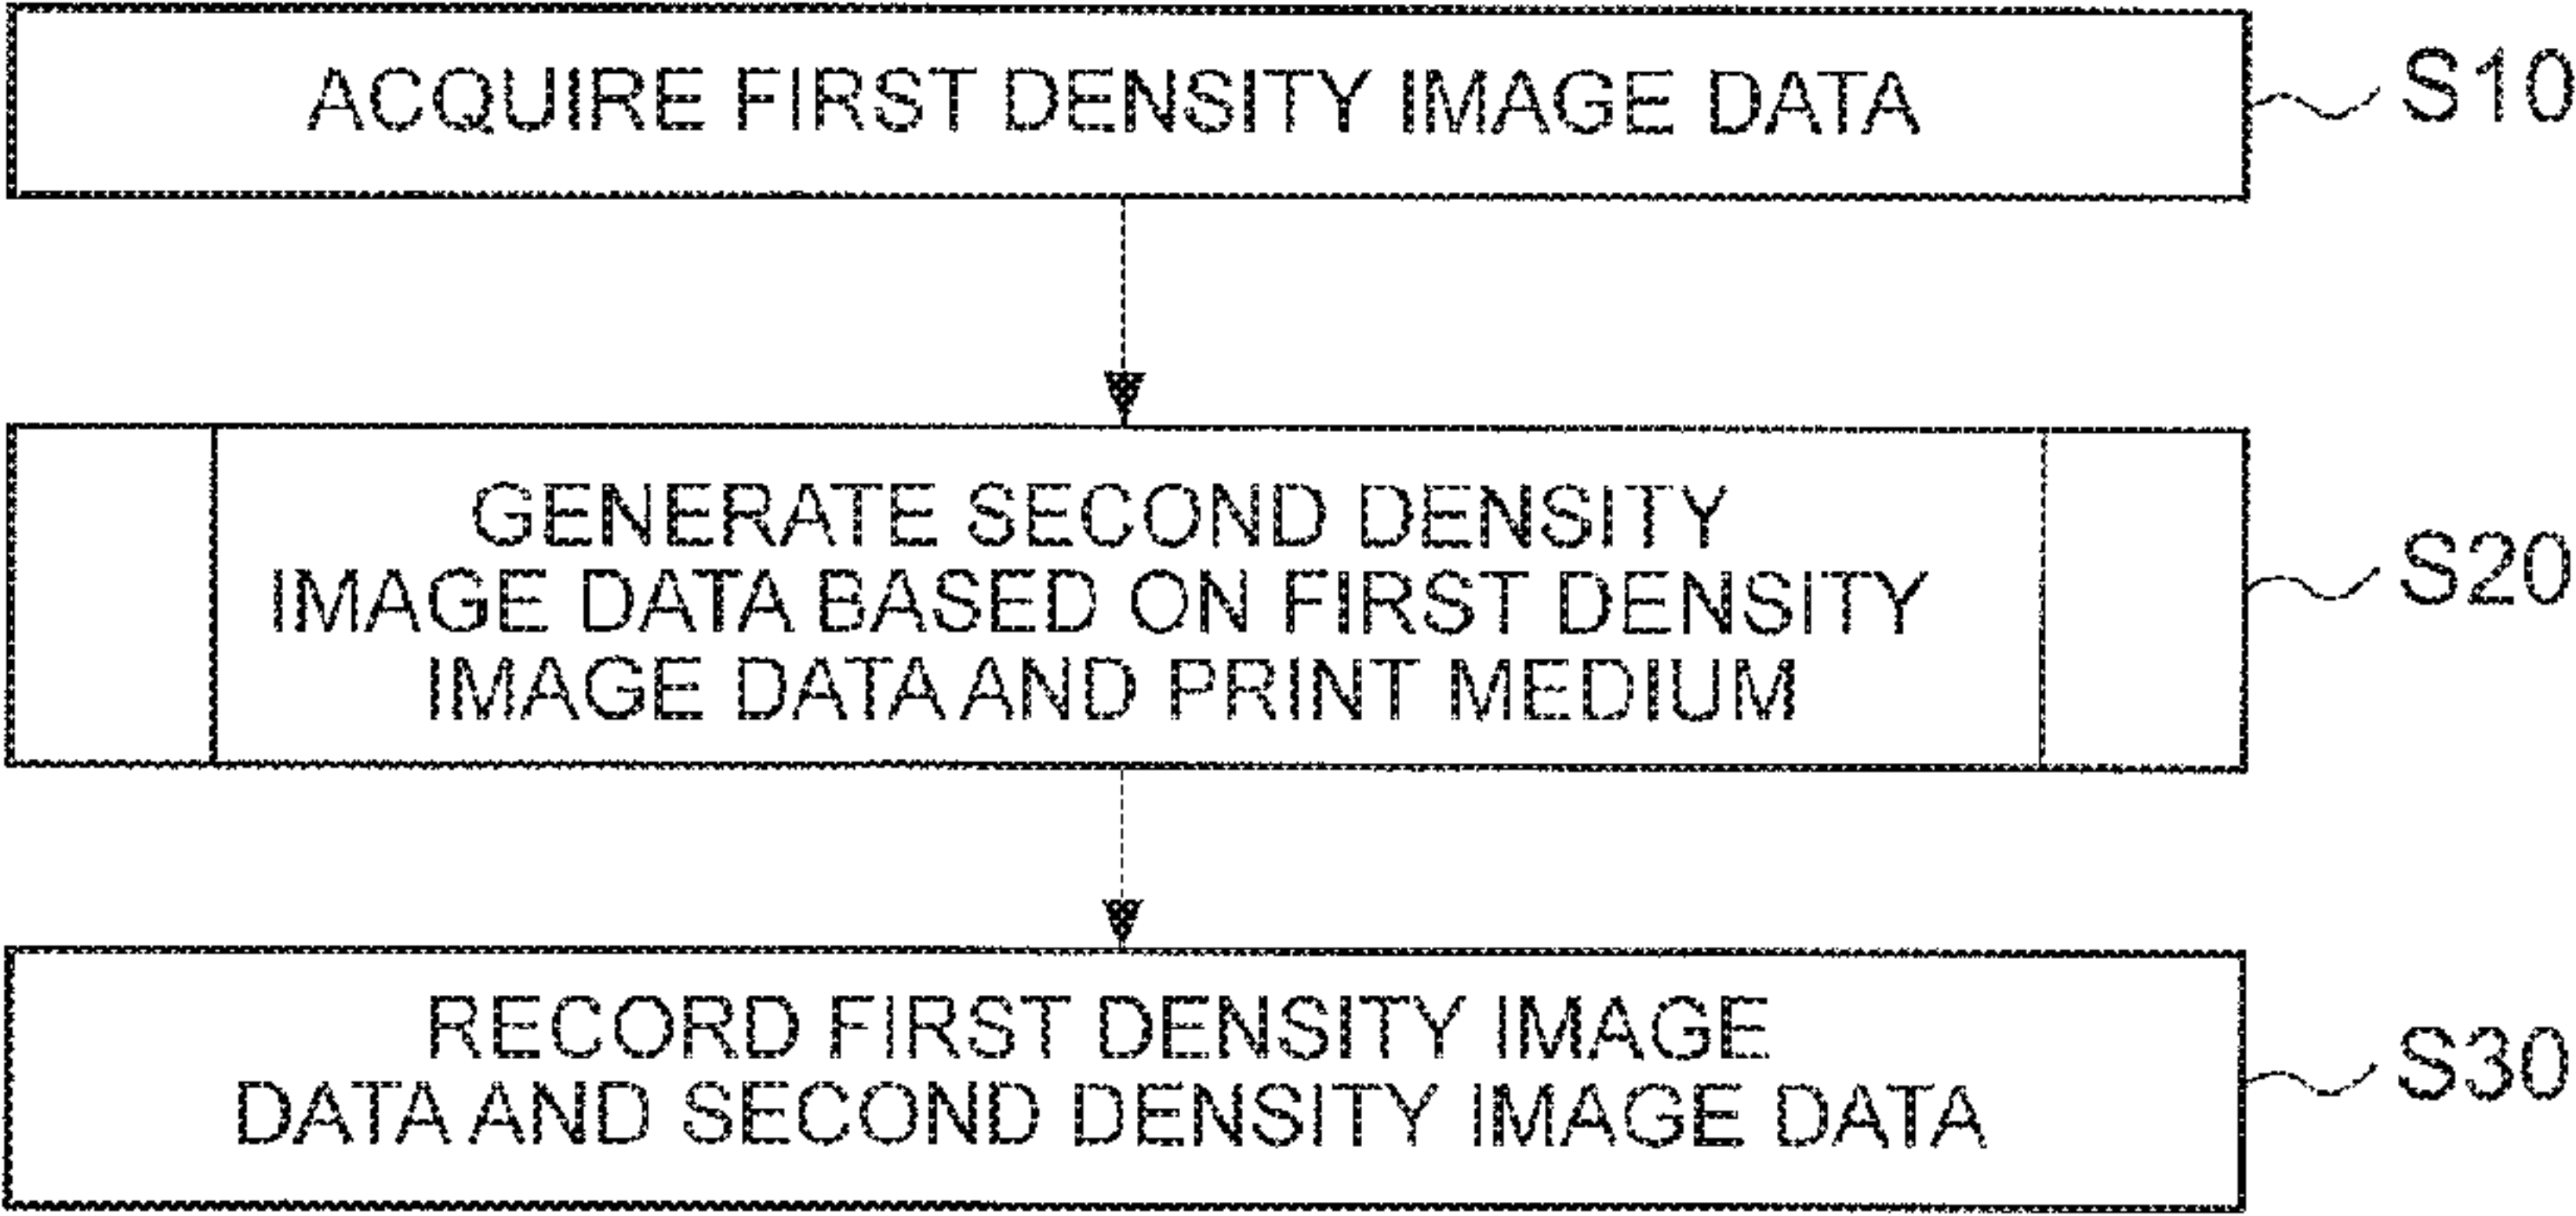 ACQUIRE FIRST DENSITY IMAGE DATA
S10
GENERATE SECOND DENSITY
IMAGE DATA BASED ON FIRST DENSITY
IMAGE DATA AND PRINT MEDIUM
S20
RECORD FIRST DENSITY IMAGE
DATA AND SECOND DENSITY IMAGE DATA
S30